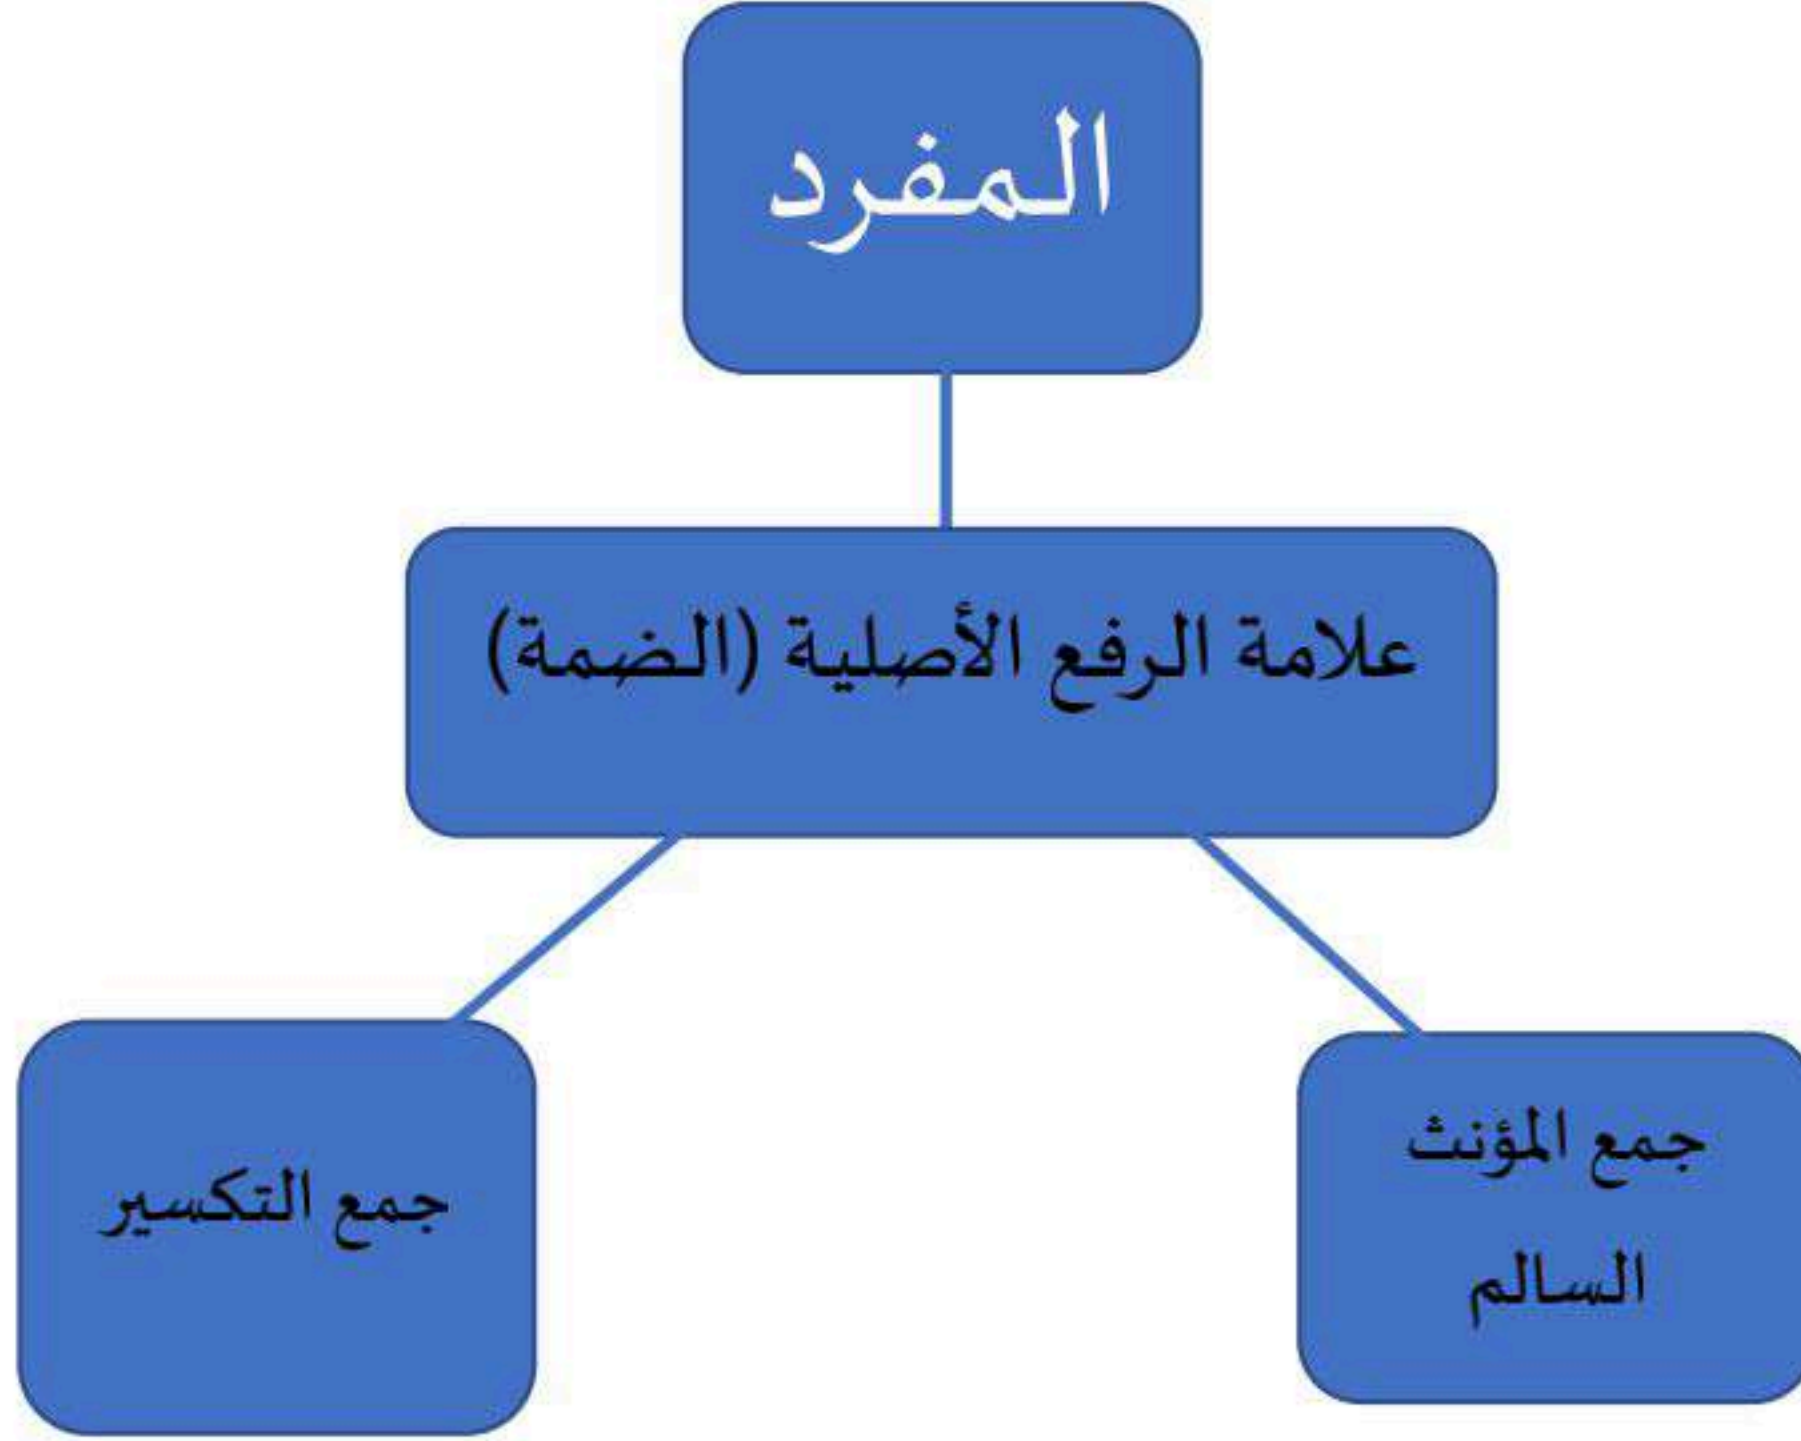 المفرد
علامة الرفع الأصلية (الضمة)
جمع المؤنث
السالم
جمع التكسير